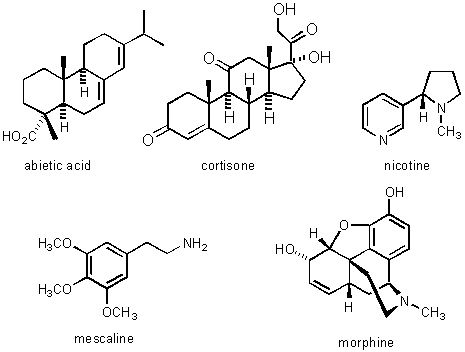 abietic acid
HO₂C
H
H
cortisone
OH
O
O
OH
H
H
H
O
nicotine
H
N
N
CH₃
mescaline
H₃CO
H₃CO
OCH₃
NH₂
morphine
OH
O
H
HO
H
H
N
CH₃